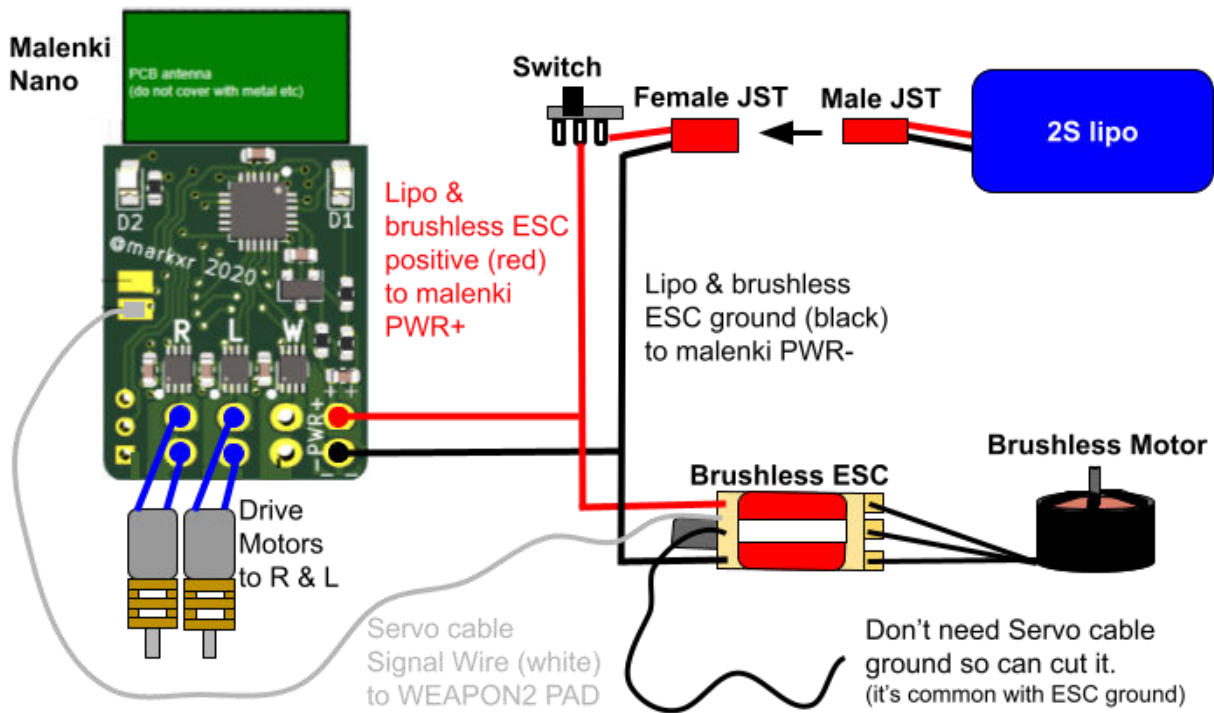 Malenki
Nano
PCB antenna
(do not cover with metal etc)
Switch
Female JST
Male JST
2S lipo
D2
D1
@markxr 2020
R
L
W
-PWR+
Lipo &
brushless ESC
positive (red)
to malenki
PWR+
Lipo & brushless
ESC ground (black)
to malenki PWR-
Brushless ESC
Brushless Motor
Drive
Motors
to R & L
Servo cable
Signal Wire (white)
to WEAPON2 PAD
Don’t need Servo cable
ground so can cut it.
(it’s common with ESC ground)